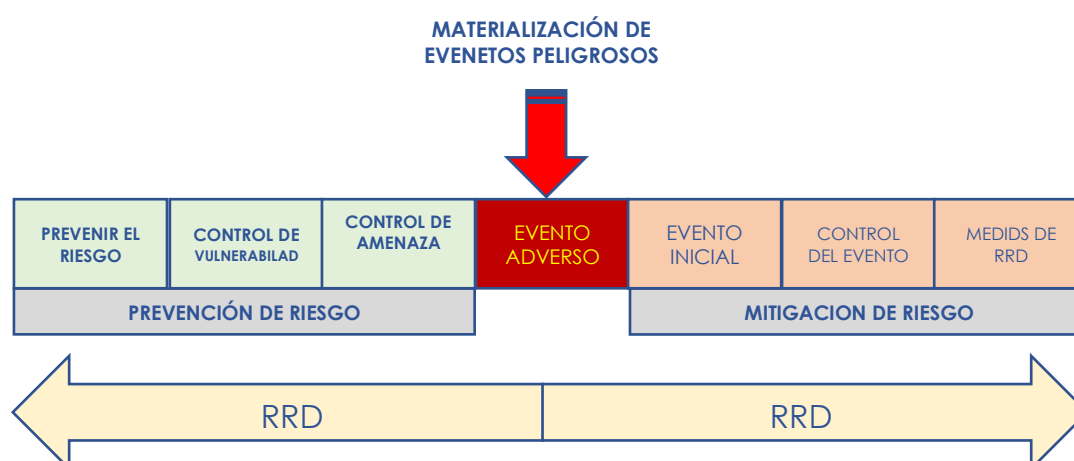 MATERIALIZACIÓN DE
EVENETOS PELIGROSOS
PREVENIR EL
RIESGO
CONTROL DE
VULNERABILAD
CONTROL DE
AMENAZA
EVENTO
ADVERSO
EVENTO
INICIAL
CONTROL
DEL EVENTO
MEDIDS DE
RRD
PREVENCIÓN DE RIESGO
MITIGACION DE RIESGO
RRD
RRD